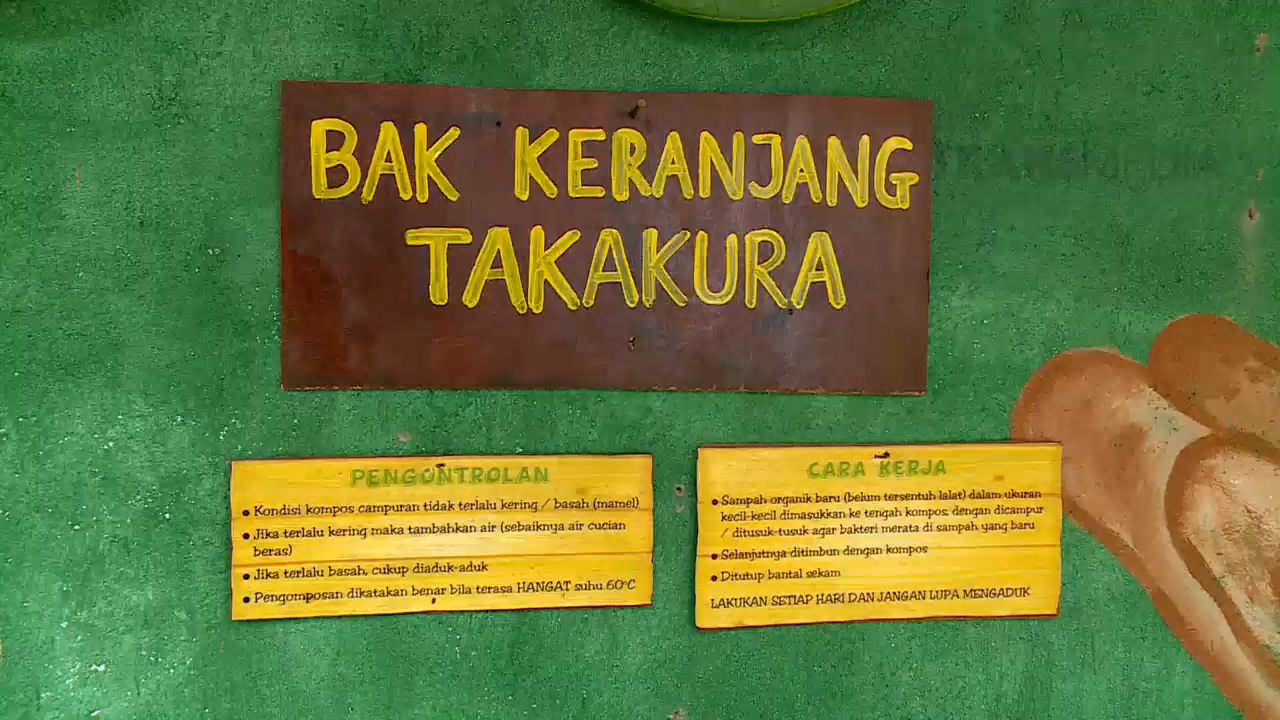 BAK KERANJANG
TAKAKURA
PENGONTROLAN
• Kondisi kompos campuran tidak terlalu kering / basah (mamel)
• Jika terlalu kering maka tambahkan air (sebaiknya air cucian
beras)
• Jika terlalu basah, cukup diaduk-aduk
• Pengomposan dikatakan benar bila terasa HANGAT suhu 60°C
CARA KERJA
• Sampah organik baru (belum tersentuh lalat) dalam ukuran
kecil-kecil dimasukkan ke tengah kompos, dengan dicampur
/ ditusuk-tusuk agar bakteri merata di sampah yang baru
• Selanjutnya ditimbun dengan kompos
• Ditutup bantal sekam
LAKUKAN SETIAP HARI DAN JANGAN LUPA MENGADUK